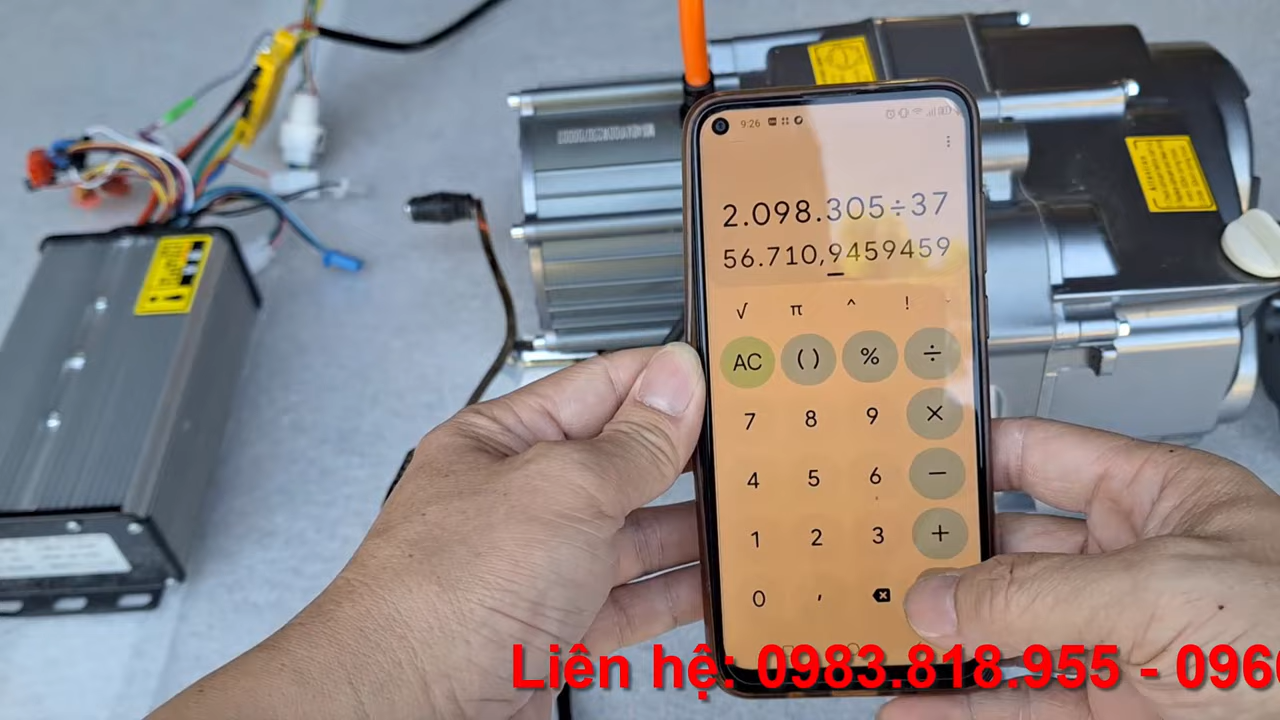 9:26
2.098.305÷37
56.710,9459459
√ π ^ !
AC ( ) % ÷
7 8 9 ×
4 5 6 −
1 2 3 +
0 ,
Liên hệ: 0983.818.955 - 096